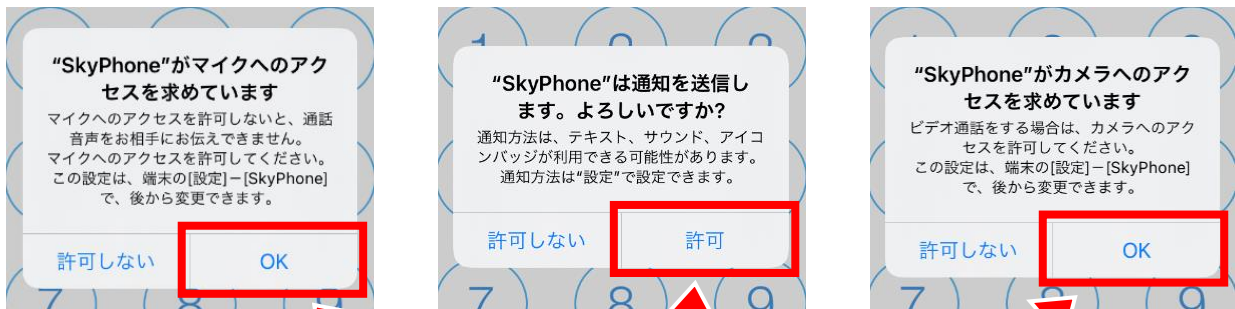 “SkyPhone”がマイクへのアク
セスを求めています
マイクへのアクセスを許可しないと、通話
音声をお相手にお伝えできません。
マイクへのアクセスを許可してください。
この設定は、端末の[設定]－[SkyPhone]
で、後から変更できます。
許可しない
OK
7
8
9
“SkyPhone”は通知を送信し
ます。よろしいですか?
通知方法は、テキスト、サウンド、アイコ
ンバッジが利用できる可能性があります。
通知方法は“設定”で設定できます。
許可しない
許可
7
8
9
“SkyPhone”がカメラへのアク
セスを求めています
ビデオ通話をする場合は、カメラへのアク
セスを許可してください。
この設定は、端末の[設定]－[SkyPhone]
で、後から変更できます。
許可しない
OK
7
8
9